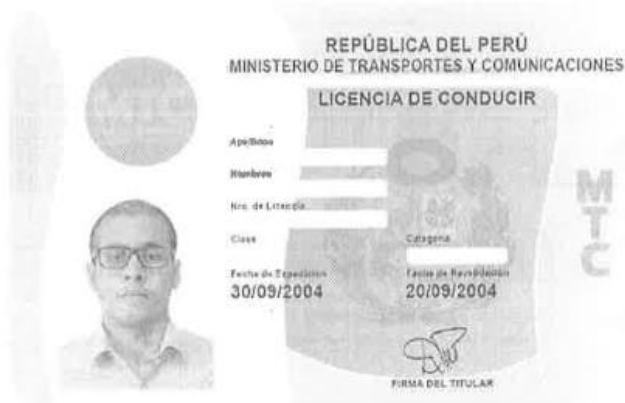 REPÚBLICA DEL PERÚ
MINISTERIO DE TRANSPORTES Y COMUNICACIONES
LICENCIA DE CONDUCIR
Apellidos
Nombres
Nro. de Licencia
Clase Categoría
Fecha de Expedición Fecha de Revalidación
30/09/2004 20/09/2004
FIRMA DEL TITULAR
MTC